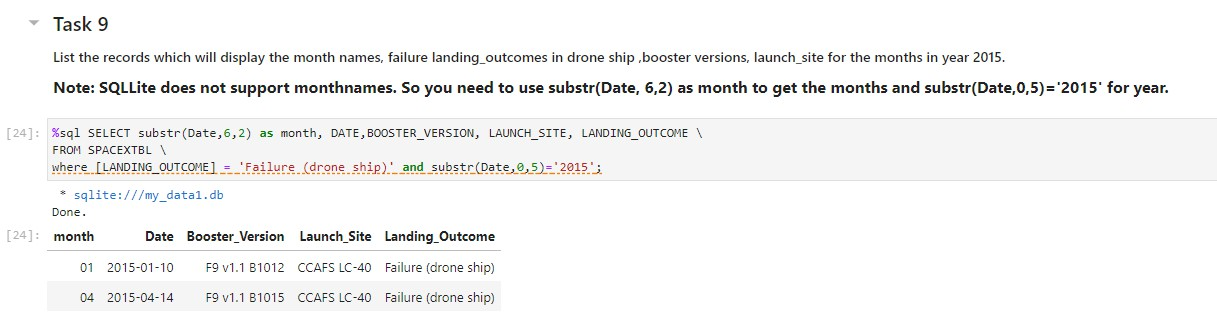 Task 9
List the records which will display the month names, failure landing_outcomes in drone ship ,booster versions, launch_site for the months in year 2015.
Note: SQLLite does not support monthnames. So you need to use substr(Date, 6,2) as month to get the months and substr(Date,0,5)='2015' for year.
[24]: %sql SELECT substr(Date,6,2) as month, DATE,BOOSTER_VERSION, LAUNCH_SITE, LANDING_OUTCOME \
FROM SPACEXTBL \
where [LANDING_OUTCOME] = 'Failure (drone ship)' and substr(Date,0,5)='2015';
* sqlite:///my_data1.db
Done.
[24]: month Date Booster_Version Launch_Site Landing_Outcome
01 2015-01-10 F9 v1.1 B1012 CCAFS LC-40 Failure (drone ship)
04 2015-04-14 F9 v1.1 B1015 CCAFS LC-40 Failure (drone ship)